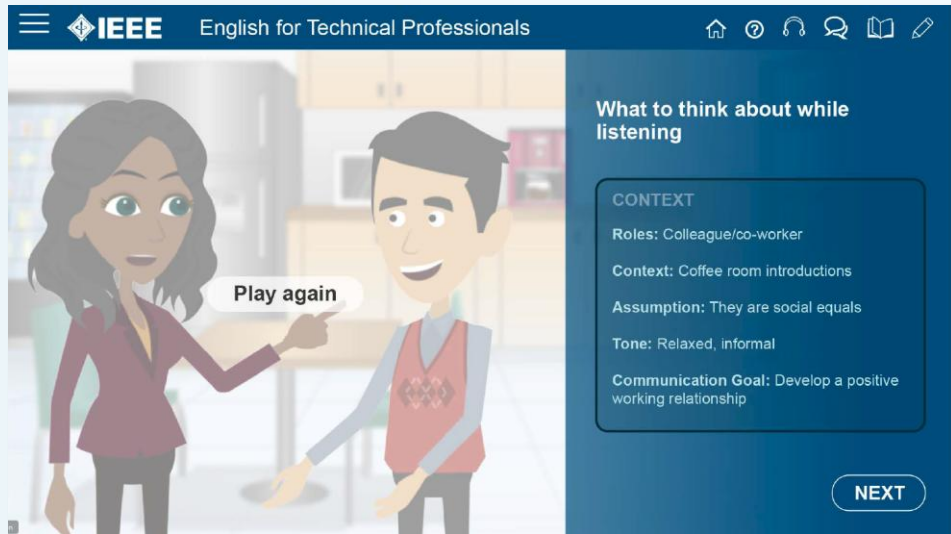 IEEE English for Technical Professionals
Play again
What to think about while
listening
CONTEXT
Roles: Colleague/co-worker
Context: Coffee room introductions
Assumption: They are social equals
Tone: Relaxed, informal
Communication Goal: Develop a positive
working relationship
NEXT